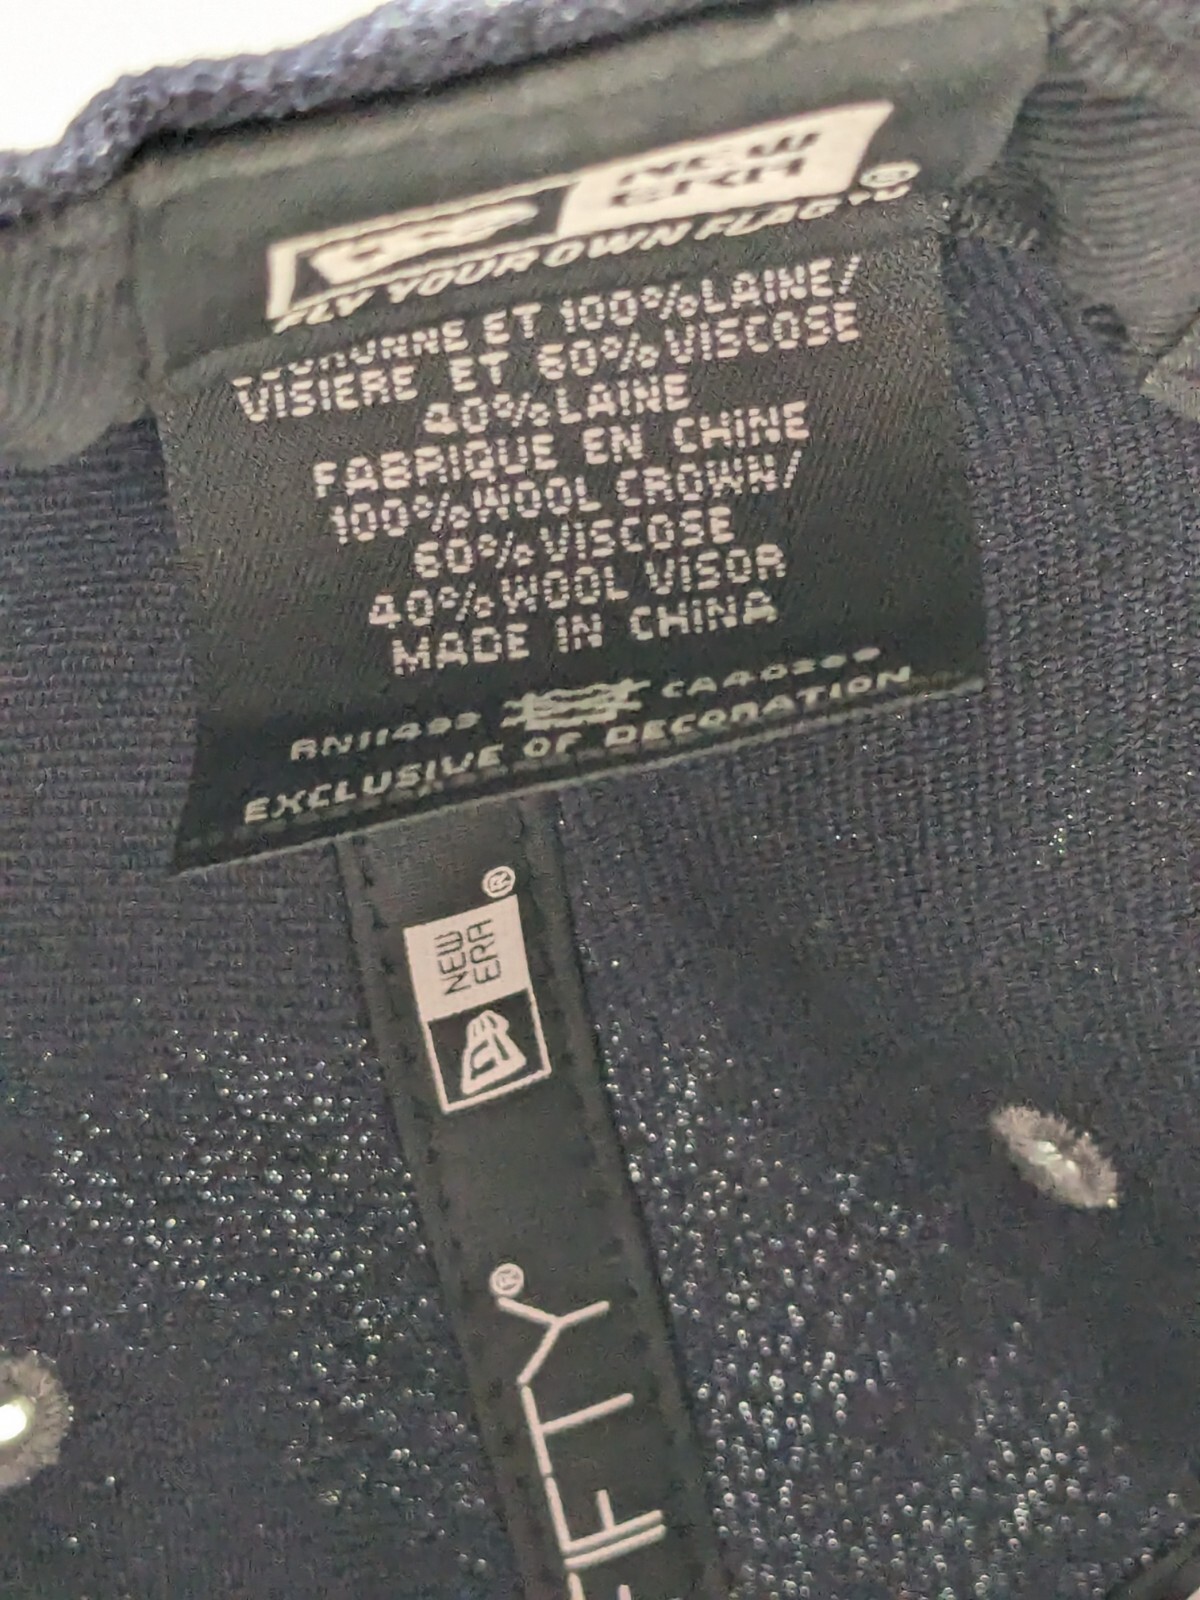 NEW
ERA
®
FLY YOUR OWN FLAG
ET 100% LAINE/
VISIERE ET 60% VISCOSE
40% LAINE
FABRIQUE EN CHINE
100% WOOL CROWN/
60% VISCOSE
40% WOOL VISOR
MADE IN CHINA
EXCLUSIVE OF DECORATION
NEW
ERA
®
FTY®